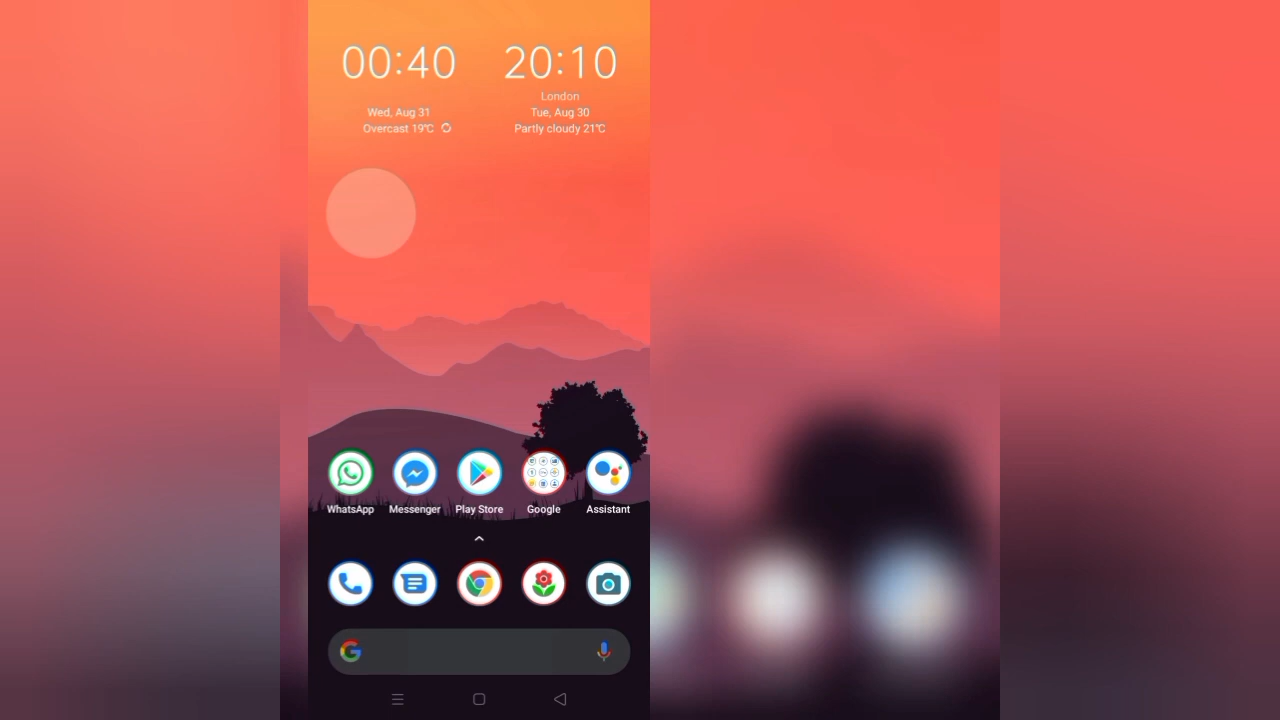 00:40
Wed, Aug 31
Overcast 19°C
20:10
London
Tue, Aug 30
Partly cloudy 21°C
WhatsApp
Messenger
Play Store
Google
Assistant